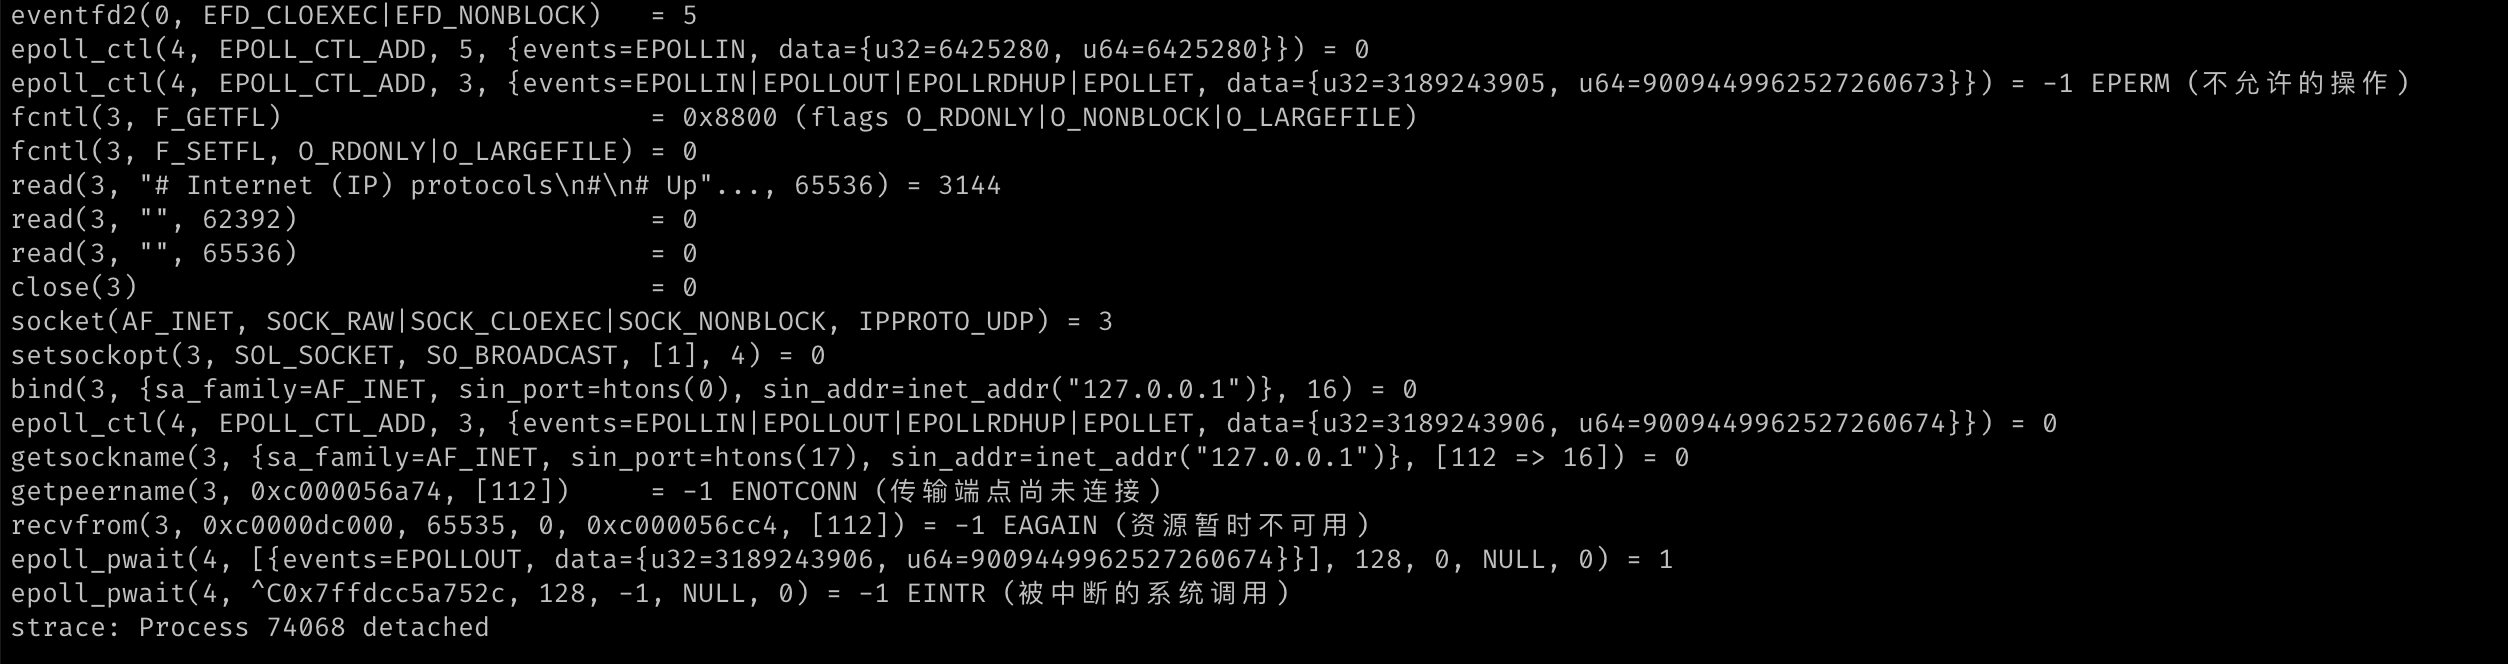 eventfd2(0, EFD_CLOEXEC|EFD_NONBLOCK)   = 5
epoll_ctl(4, EPOLL_CTL_ADD, 5, {events=EPOLLIN, data={u32=6425280, u64=6425280}}) = 0
epoll_ctl(4, EPOLL_CTL_ADD, 3, {events=EPOLLIN|EPOLLOUT|EPOLLRDHUP|EPOLLET, data={u32=3189243905, u64=9009449962527260673}}) = -1 EPERM (不允许的操作)
fcntl(3, F_GETFL)                       = 0x8800 (flags O_RDONLY|O_NONBLOCK|O_LARGEFILE)
fcntl(3, F_SETFL, O_RDONLY|O_LARGEFILE) = 0
read(3, "# Internet (IP) protocols\n#\n# Up"..., 65536) = 3144
read(3, "", 62392)                      = 0
read(3, "", 65536)                      = 0
close(3)                                = 0
socket(AF_INET, SOCK_RAW|SOCK_CLOEXEC|SOCK_NONBLOCK, IPPROTO_UDP) = 3
setsockopt(3, SOL_SOCKET, SO_BROADCAST, [1], 4) = 0
bind(3, {sa_family=AF_INET, sin_port=htons(0), sin_addr=inet_addr("127.0.0.1")}, 16) = 0
epoll_ctl(4, EPOLL_CTL_ADD, 3, {events=EPOLLIN|EPOLLOUT|EPOLLRDHUP|EPOLLET, data={u32=3189243906, u64=9009449962527260674}}) = 0
getsockname(3, {sa_family=AF_INET, sin_port=htons(17), sin_addr=inet_addr("127.0.0.1")}, [112 => 16]) = 0
getpeername(3, 0xc000056a74, [112])     = -1 ENOTCONN (传输端点尚未连接)
recvfrom(3, 0xc0000dc000, 65535, 0, 0xc000056cc4, [112]) = -1 EAGAIN (资源暂时不可用)
epoll_pwait(4, [{events=EPOLLOUT, data={u32=3189243906, u64=9009449962527260674}}], 128, 0, NULL, 0) = 1
epoll_pwait(4, ^C0x7ffdcc5a752c, 128, -1, NULL, 0) = -1 EINTR (被中断的系统调用)
strace: Process 74068 detached